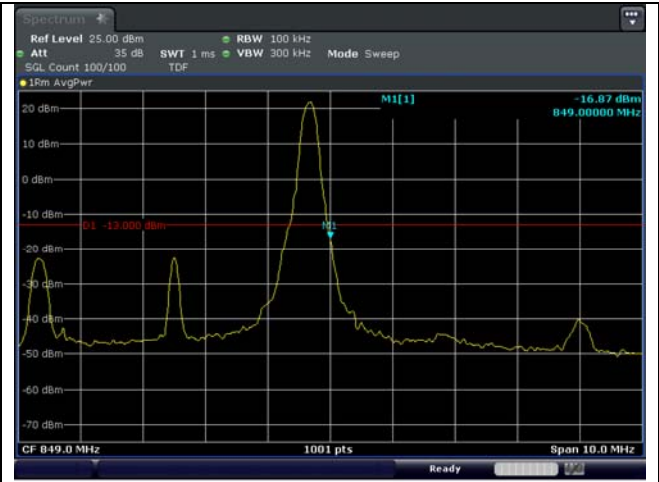 Spectrum
Ref Level 25.00 dBm RBW 100 kHz
Att 35 dB SWT 1 ms VBW 300 kHz Mode Sweep
SGL Count 100/100 TDF
1Rm AvgPwr
M1[1] -16.87 dBm
849.00000 MHz
20 dBm
10 dBm
0 dBm
-10 dBm
D1 -13.000 dBm
M1
-20 dBm
-30 dBm
-40 dBm
-50 dBm
-60 dBm
-70 dBm
CF 849.0 MHz 1001 pts Span 10.0 MHz
Ready